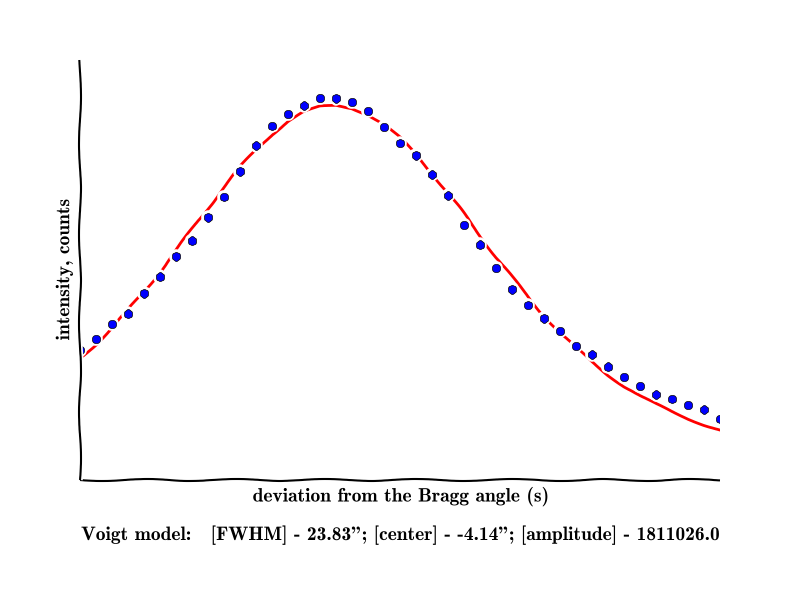 intensity, counts
deviation from the Bragg angle (s)
Voigt model: [FWHM] - 23.83”; [center] - -4.14”; [amplitude] - 1811026.0